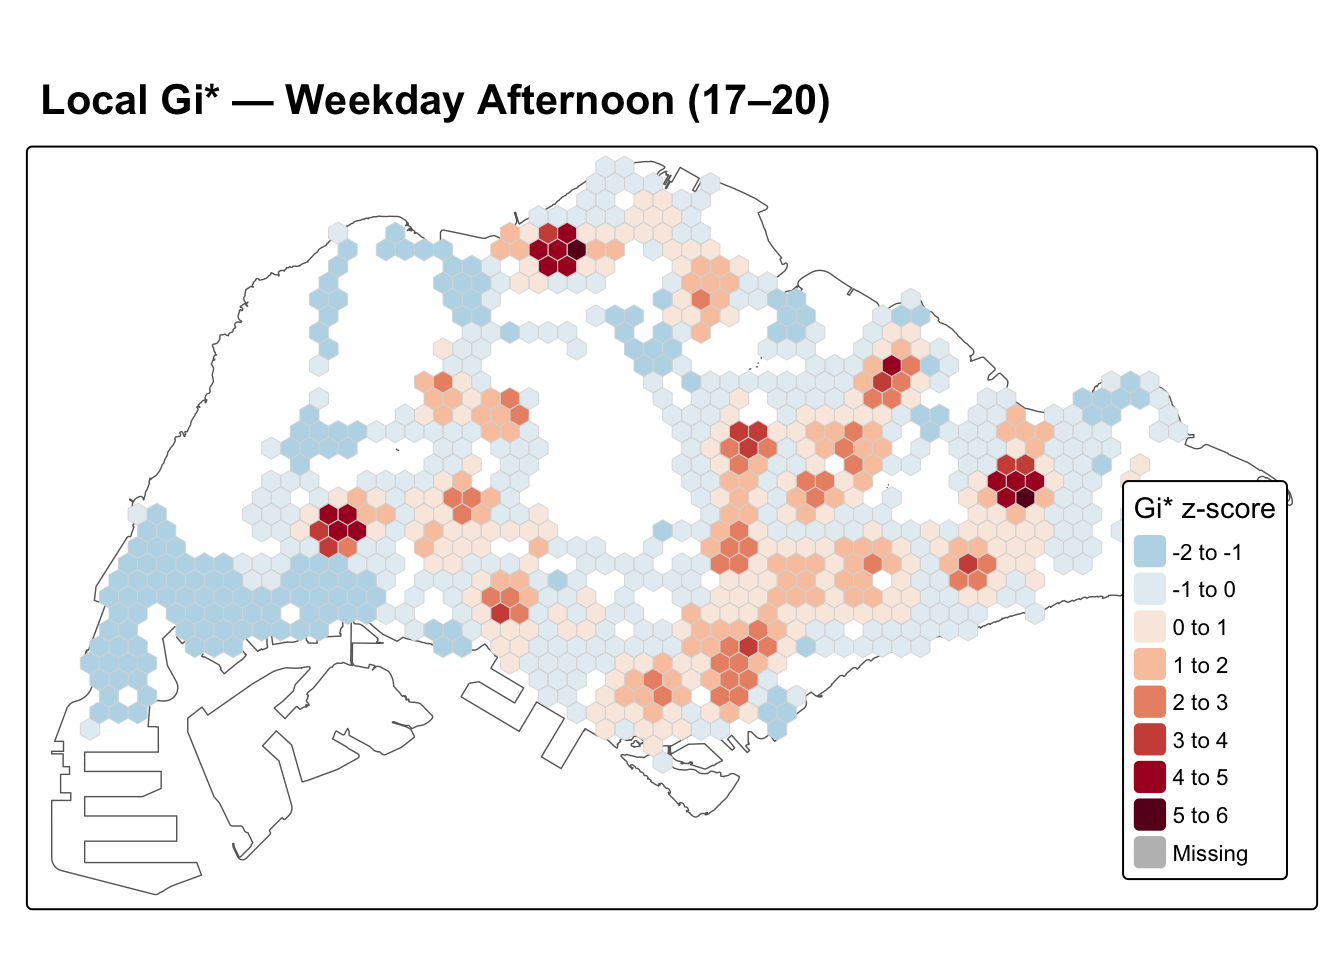 Local Gi* — Weekday Afternoon (17–20)
Gi* z-score
-2 to -1
-1 to 0
0 to 1
1 to 2
2 to 3
3 to 4
4 to 5
5 to 6
Missing